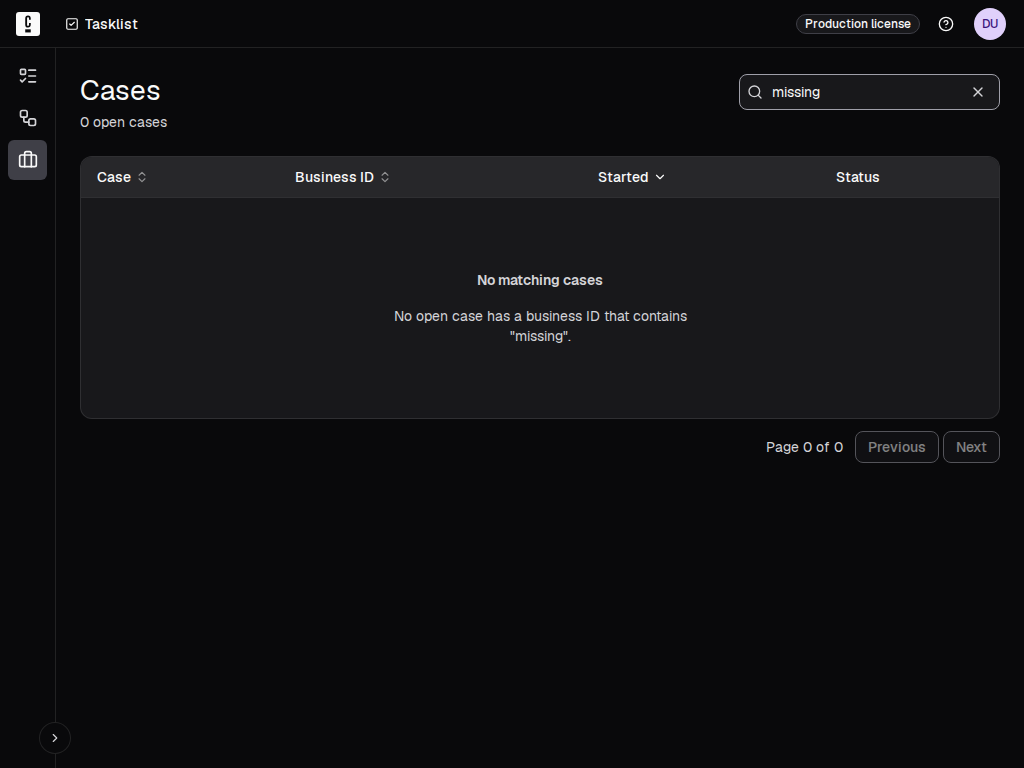 Tasklist
Production license
DU
Cases
missing
0 open cases
Case
Business ID
Started
Status
No matching cases
No open case has a business ID that contains
"missing".
Page 0 of 0
Previous
Next